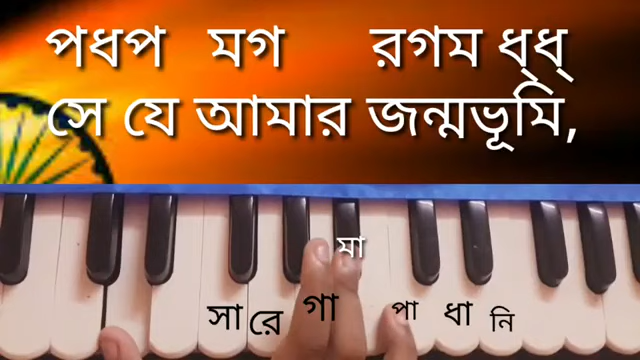 পধপ মগ রগম ধ্ধ্
সে যে আমার জন্মভূমি,
মা
সা রে গা পা ধা নি